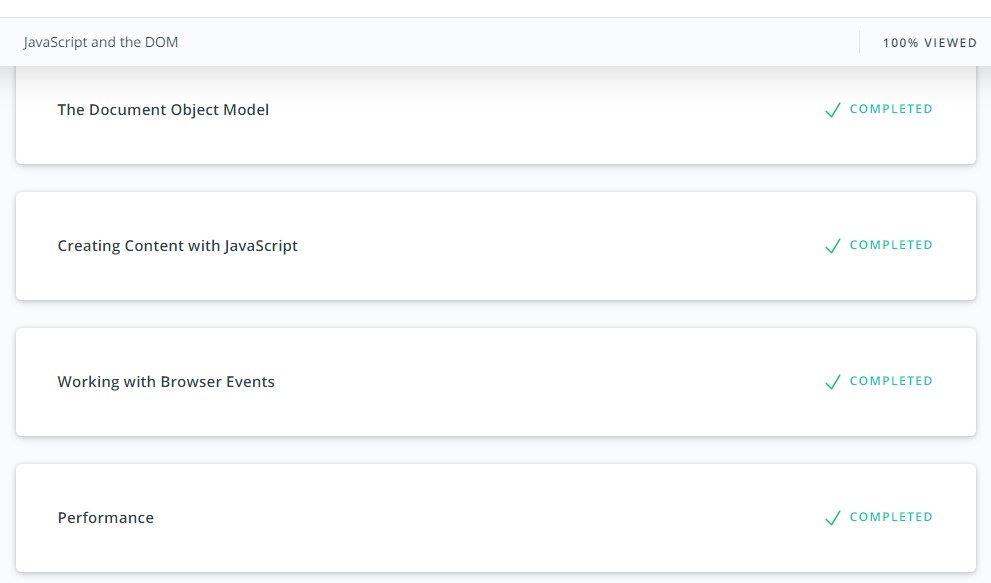 JavaScript and the DOM
100% VIEWED
The Document Object Model
COMPLETED
Creating Content with JavaScript
COMPLETED
Working with Browser Events
COMPLETED
Performance
COMPLETED